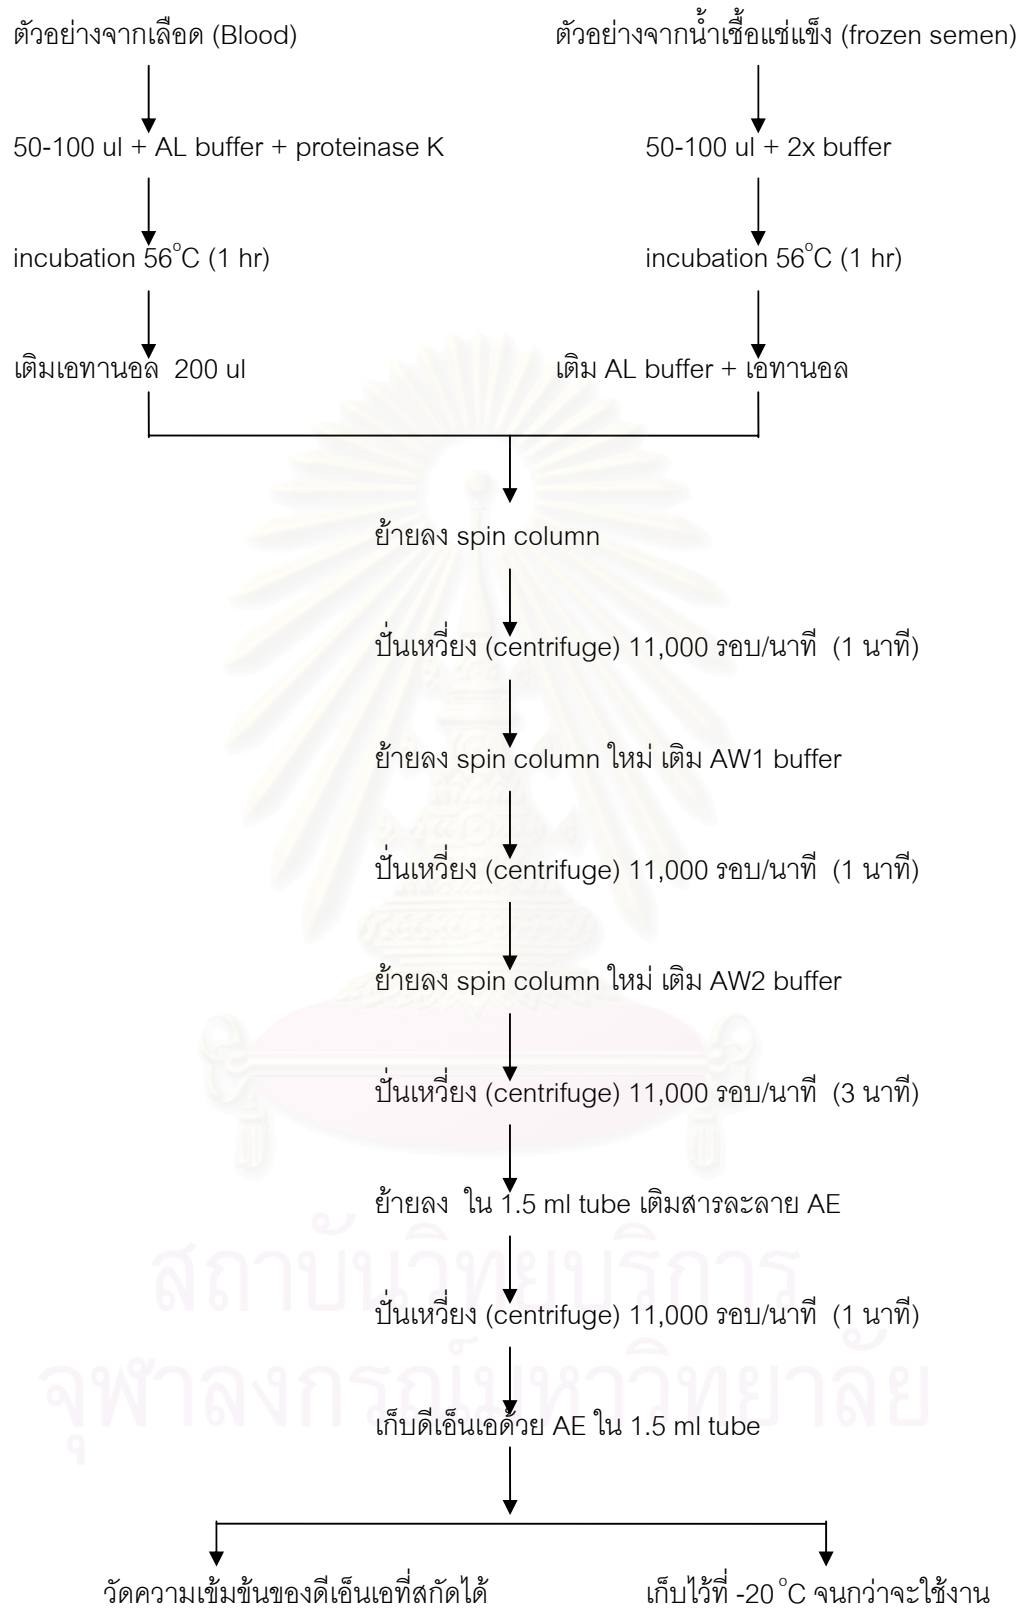 ตัวอย่างจากเลือด (Blood)
ตัวอย่างจากน้ำเชื้อแช่แข็ง (frozen semen)
50-100 ul + AL buffer + proteinase K
50-100 ul + 2x buffer
incubation 56°C (1 hr)
incubation 56°C (1 hr)
เติมเอทานอล 200 ul
เติม AL buffer + เอทานอล
ย้ายลง spin column
ปั่นเหวี่ยง (centrifuge) 11,000 รอบ/นาที (1 นาที)
ย้ายลง spin column ใหม่ เติม AW1 buffer
ปั่นเหวี่ยง (centrifuge) 11,000 รอบ/นาที (1 นาที)
ย้ายลง spin column ใหม่ เติม AW2 buffer
ปั่นเหวี่ยง (centrifuge) 11,000 รอบ/นาที (3 นาที)
ย้ายลง ใน 1.5 ml tube เติมสารละลาย AE
สถาบันวิทยบริการ
ปั่นเหวี่ยง (centrifuge) 11,000 รอบ/นาที (1 นาที)
จุฬาลงกรณ์มหาวิทยาลัย
เก็บดีเอ็นเอด้วย AE ใน 1.5 ml tube
วัดความเข้มข้นของดีเอ็นเอที่สกัดได้
เก็บไว้ที่ -20 °C จนกว่าจะใช้งาน